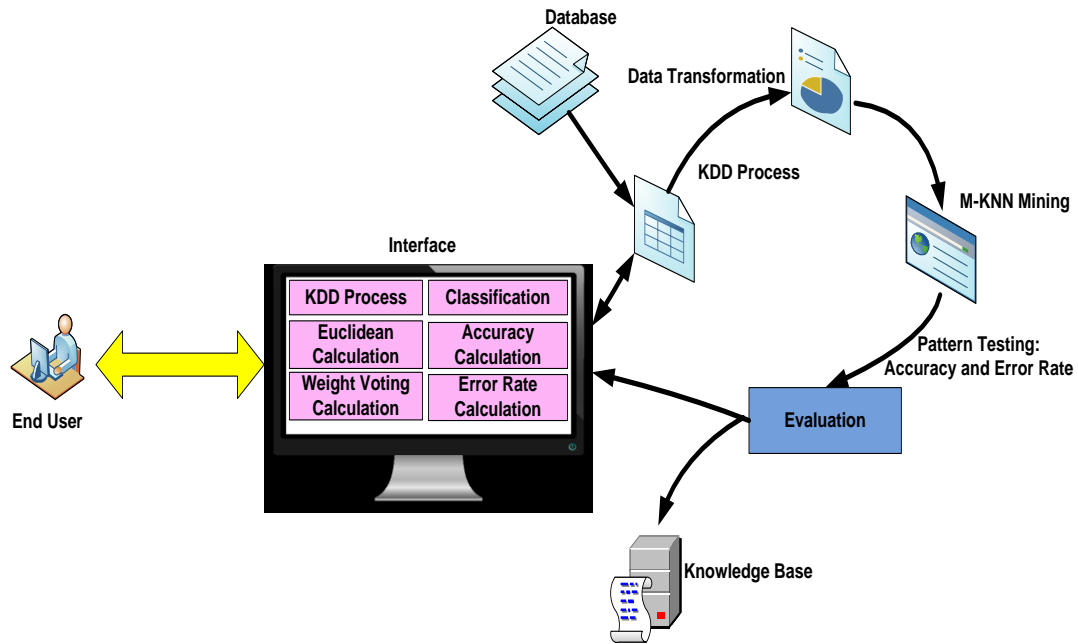 Database
Data Transformation
KDD Process
M-KNN Mining
Interface
KDD Process
Classification
Euclidean
Calculation
Accuracy
Calculation
Weight Voting
Calculation
Error Rate
Calculation
End User
Pattern Testing:
Accuracy and Error Rate
Evaluation
Knowledge Base